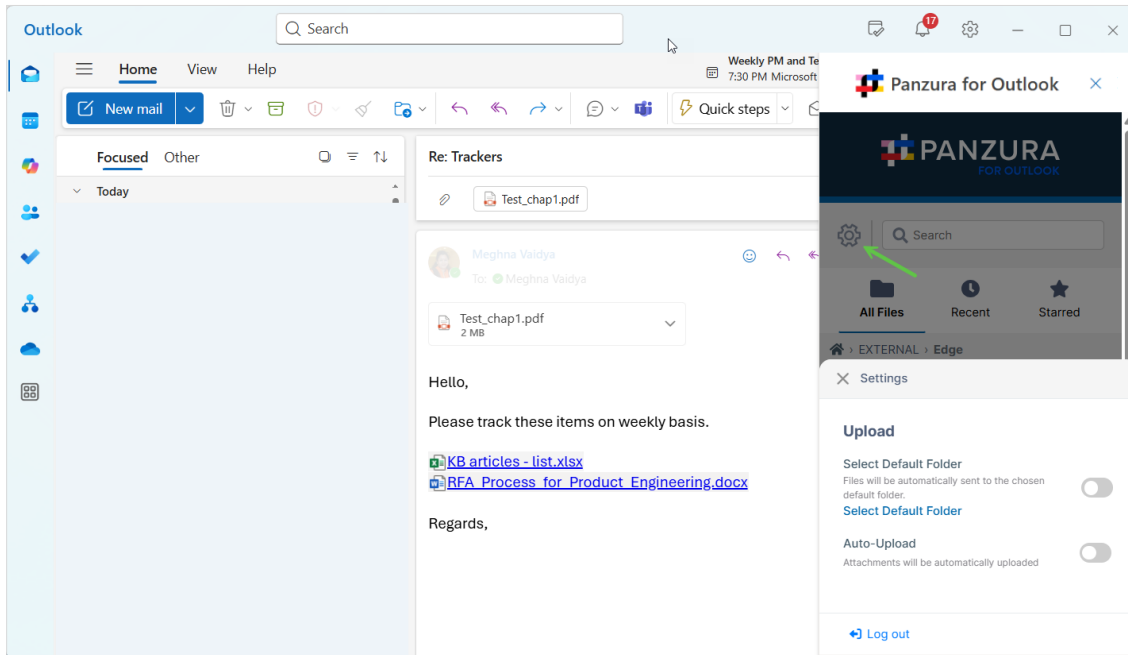 Outlook
Search
17
Home View Help
Weekly PM and Te
7:30 PM Microsoft
New mail
Quick steps
Focused Other
Today
Re: Trackers
Test_chap1.pdf
Meghna Vaidya
To: Meghna Vaidya
Test_chap1.pdf
2 MB
Hello,
Please track these items on weekly basis.
KB articles - list.xlsx
RFA_Process_for_Product_Engineering.docx
Regards,
Panzura for Outlook
PANZURA
FOR OUTLOOK
Search
All Files Recent Starred
EXTERNAL › Edge
Settings
Upload
Select Default Folder
Files will be automatically sent to the chosen
default folder.
Select Default Folder
Auto-Upload
Attachments will be automatically uploaded
Log out